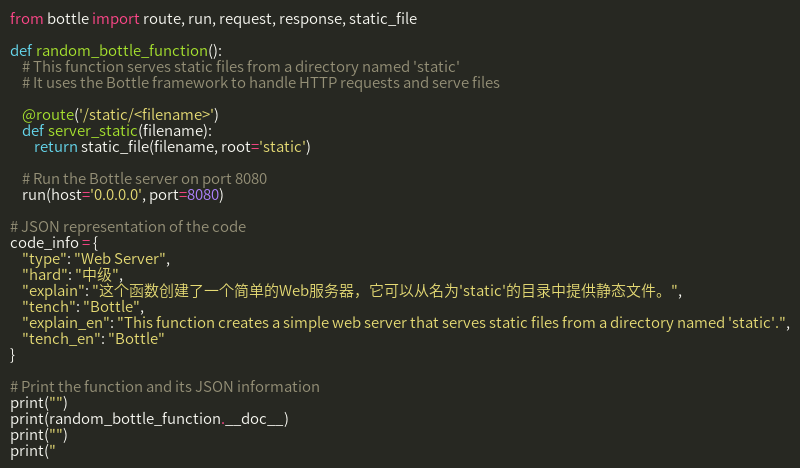 from bottle import route, run, request, response, static_file
def random_bottle_function():
# This function serves static files from a directory named 'static'
# It uses the Bottle framework to handle HTTP requests and serve files
@route('/static/<filename>')
def server_static(filename):
return static_file(filename, root='static')
# Run the Bottle server on port 8080
run(host='0.0.0.0', port=8080)
# JSON representation of the code
code_info = {
"type": "Web Server",
"hard": "中级",
"explain": "这个函数创建了一个简单的Web服务器，它可以从名为'static'的目录中提供静态文件。",
"tench": "Bottle",
"explain_en": "This function creates a simple web server that serves static files from a directory named 'static'.",
"tench_en": "Bottle"
}
# Print the function and its JSON information
print("")
print(random_bottle_function.__doc__)
print("")
print("